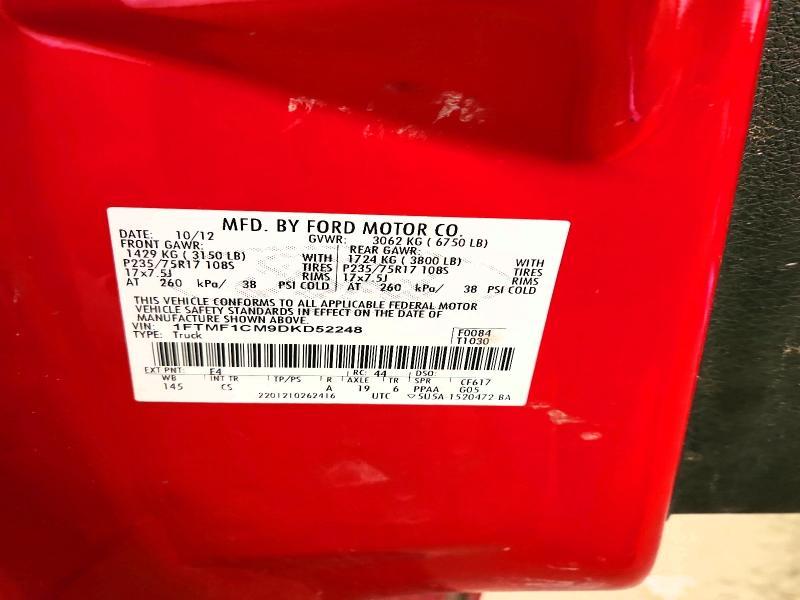 MFD. BY FORD MOTOR CO.
DATE: 10/12 GVWR: 3062 KG ( 6750 LB)
FRONT GAWR: REAR GAWR:
1429 KG ( 3150 LB) WITH 1724 KG ( 3800 LB) WITH
P235/75R17 108S TIRES P235/75R17 108S TIRES
17x7.5J RIMS 17x7.5J RIMS
AT 260 kPa/ 38 PSI COLD AT 260 kPa/ 38 PSI COLD
THIS VEHICLE CONFORMS TO ALL APPLICABLE FEDERAL MOTOR
VEHICLE SAFETY STANDARDS IN EFFECT ON THE DATE OF
MANUFACTURE SHOWN ABOVE.
VIN: 1FTMF1CM9DKD52248 F0084
TYPE: Truck T1030
EXT PNT: E4 RC: 44 DSO:
WB INT TR TP/PS R AXLE TR SPR CF617
145 CS A 19 6 PPAA G05
2201210262416 UTC ▽SU5A-1520472-BA